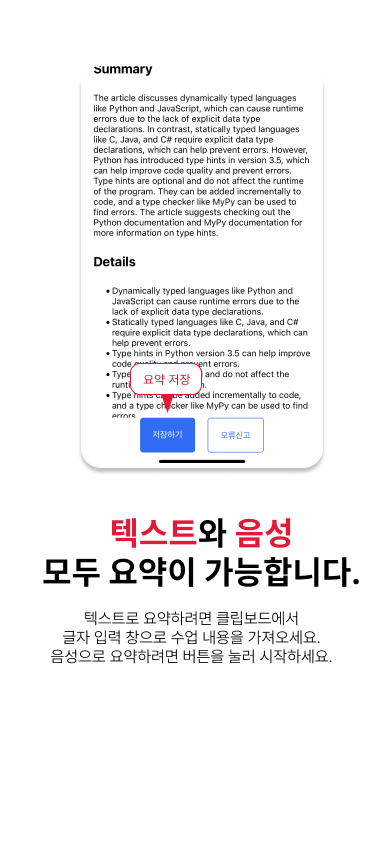 Summary
The article discusses dynamically typed languages
like Python and JavaScript, which can cause runtime
errors due to the lack of explicit data type
declarations. In contrast, statically typed languages
like C, Java, and C# require explicit data type
declarations, which can help prevent errors. However,
Python has introduced type hints in version 3.5, which
can help improve code quality and prevent errors.
Type hints are optional and do not affect the runtime
of the program. They can be added incrementally to
code, and a type checker like MyPy can be used to
find errors. The article suggests checking out the
Python documentation and MyPy documentation for
more information on type hints.
Details
• Dynamically typed languages like Python and
JavaScript can cause runtime errors due to the
lack of explicit data type declarations.
• Statically typed languages like C, Java, and C#
require explicit data type declarations, which can
help prevent errors.
• Type hints in Python version 3.5 can help improve
code errors.
• and do not affect the
요약 저장
• Type added incrementally to code,
and a type checker like MyPy can be used to find
errors
저장하기
오류신고
텍스트와 음성
모두 요약이 가능합니다.
텍스트로 요약하려면 클립보드에서
글자 입력 창으로 수업 내용을 가져오세요.
음성으로 요약하려면 버튼을 눌러 시작하세요.